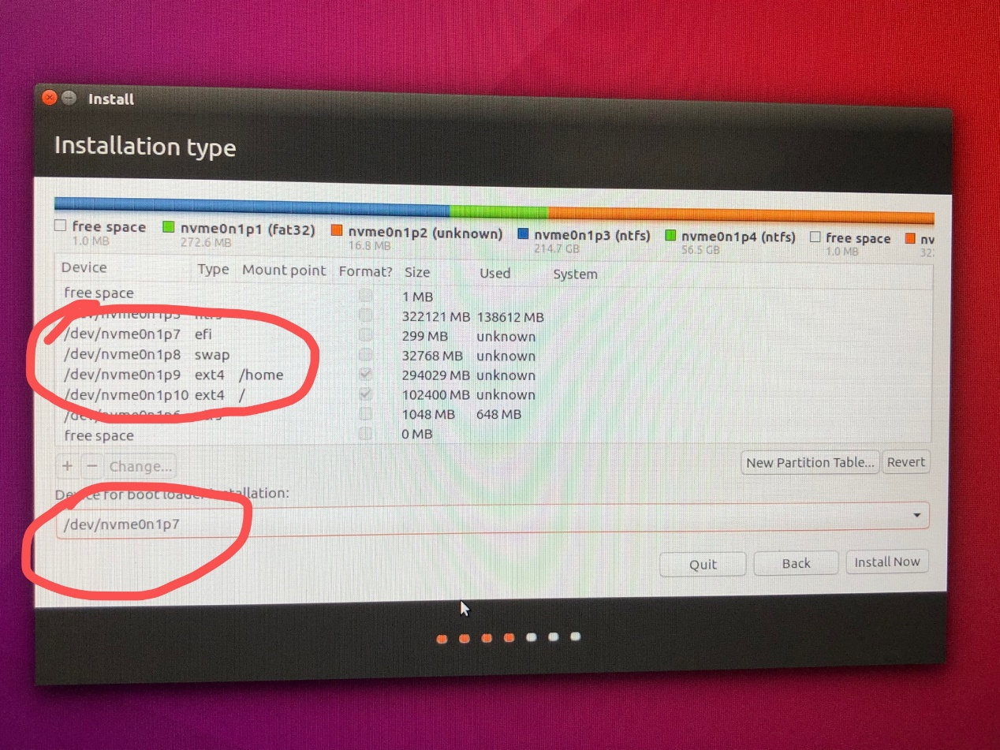 Install
Installation type
free space nvme0n1p1 (fat32) nvme0n1p2 (unknown) nvme0n1p3 (ntfs) nvme0n1p4 (ntfs) free space nv
1.0 MB 272.6 MB 16.8 MB 214.7 GB 56.5 GB 1.0 MB 32
Device Type Mount point Format? Size Used System
free space 1 MB
/dev/nvme0n1p5 ntfs 322121 MB 138612 MB
/dev/nvme0n1p7 efi 299 MB unknown
/dev/nvme0n1p8 swap 32768 MB unknown
/dev/nvme0n1p9 ext4 /home 294029 MB unknown
/dev/nvme0n1p10 ext4 / 102400 MB unknown
/dev/nvme0n1p6 ntfs 1048 MB 648 MB
free space 0 MB
+ − Change... New Partition Table... Revert
Device for boot loader installation:
/dev/nvme0n1p7
Quit Back Install Now